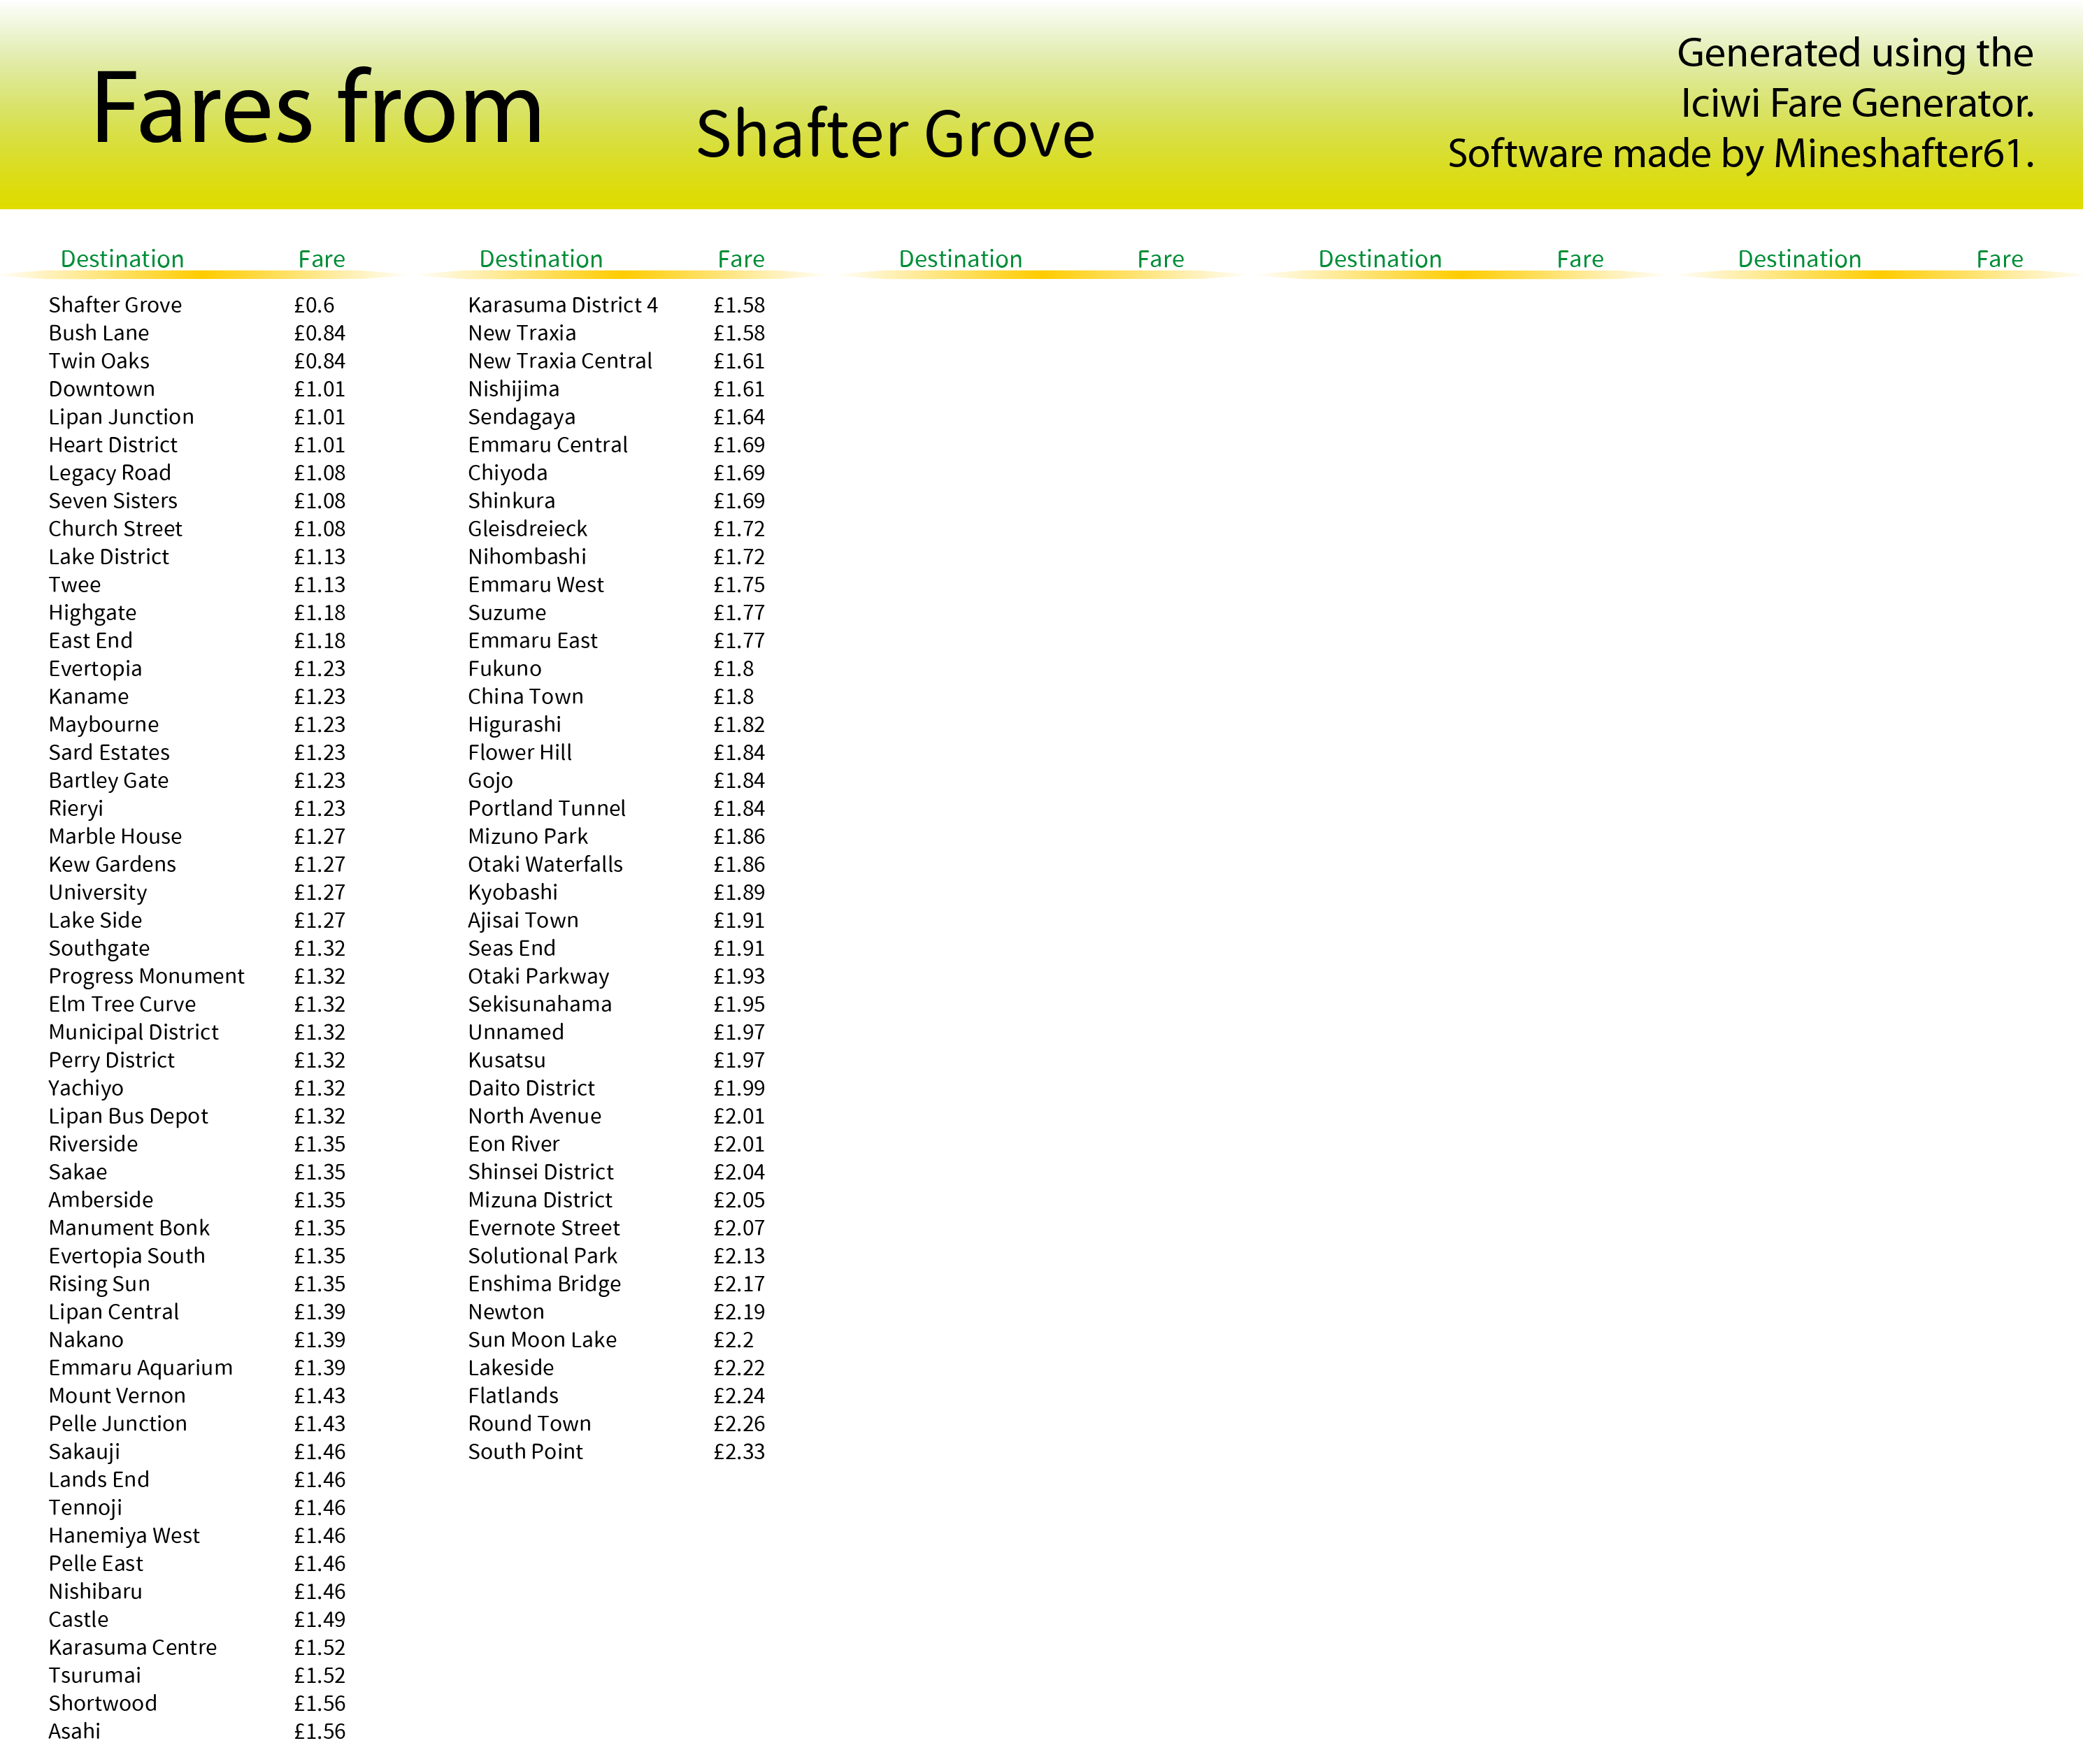 Fares from
Shafter Grove
Generated using the
Iciwi Fare Generator.
Software made by Mineshafter61.
Destination Fare
Shafter Grove £0.6
Bush Lane £0.84
Twin Oaks £0.84
Downtown £1.01
Lipan Junction £1.01
Heart District £1.01
Legacy Road £1.08
Seven Sisters £1.08
Church Street £1.08
Lake District £1.13
Twee £1.13
Highgate £1.18
East End £1.18
Evertopia £1.23
Kaname £1.23
Maybourne £1.23
Sard Estates £1.23
Bartley Gate £1.23
Rieryi £1.23
Marble House £1.27
Kew Gardens £1.27
University £1.27
Lake Side £1.27
Southgate £1.32
Progress Monument £1.32
Elm Tree Curve £1.32
Municipal District £1.32
Perry District £1.32
Yachiyo £1.32
Lipan Bus Depot £1.32
Riverside £1.35
Sakae £1.35
Amberside £1.35
Manument Bonk £1.35
Evertopia South £1.35
Rising Sun £1.35
Lipan Central £1.39
Nakano £1.39
Emmaru Aquarium £1.39
Mount Vernon £1.43
Pelle Junction £1.43
Sakauji £1.46
Lands End £1.46
Tennoji £1.46
Hanemiya West £1.46
Pelle East £1.46
Nishibaru £1.46
Castle £1.49
Karasuma Centre £1.52
Tsurumai £1.52
Shortwood £1.56
Asahi £1.56
Destination Fare
Karasuma District 4 £1.58
New Traxia £1.58
New Traxia Central £1.61
Nishijima £1.61
Sendagaya £1.64
Emmaru Central £1.69
Chiyoda £1.69
Shinkura £1.69
Gleisdreieck £1.72
Nihombashi £1.72
Emmaru West £1.75
Suzume £1.77
Emmaru East £1.77
Fukuno £1.8
China Town £1.8
Higurashi £1.82
Flower Hill £1.84
Gojo £1.84
Portland Tunnel £1.84
Mizuno Park £1.86
Otaki Waterfalls £1.86
Kyobashi £1.89
Ajisai Town £1.91
Seas End £1.91
Otaki Parkway £1.93
Sekisunahama £1.95
Unnamed £1.97
Kusatsu £1.97
Daito District £1.99
North Avenue £2.01
Eon River £2.01
Shinsei District £2.04
Mizuna District £2.05
Evernote Street £2.07
Solutional Park £2.13
Enshima Bridge £2.17
Newton £2.19
Sun Moon Lake £2.2
Lakeside £2.22
Flatlands £2.24
Round Town £2.26
South Point £2.33
Destination Fare
Destination Fare
Destination Fare